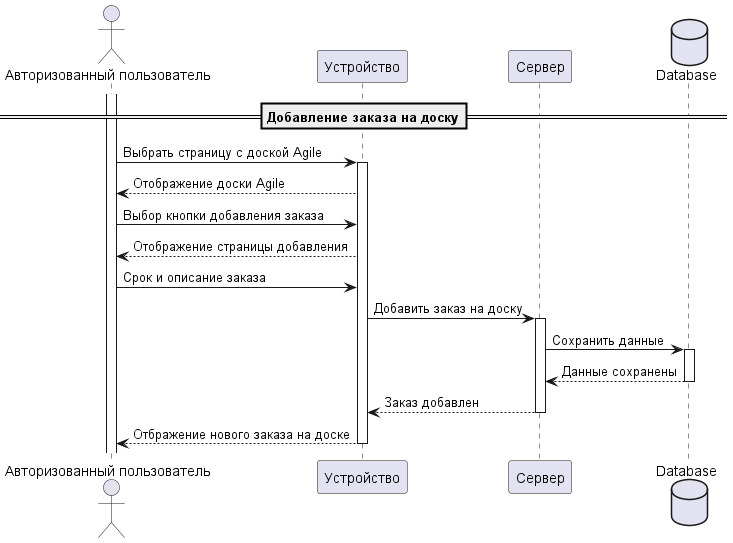 Авторизованный пользователь
Устройство
Сервер
Database
Добавление заказа на доску
Выбрать страницу с доской Agile
Отображение доски Agile
Выбор кнопки добавления заказа
Отображение страницы добавления
Срок и описание заказа
Добавить заказ на доску
Сохранить данные
Данные сохранены
Заказ добавлен
Отбражение нового заказа на доске
Авторизованный пользователь
Устройство
Сервер
Database